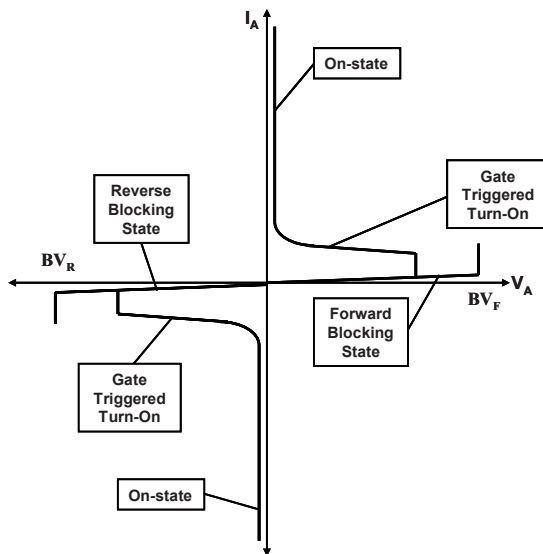 I_A
On-state
Gate
Triggered
Turn-On
Reverse
Blocking
State
BV_R
V_A
BV_F
Forward
Blocking
State
Gate
Triggered
Turn-On
On-state